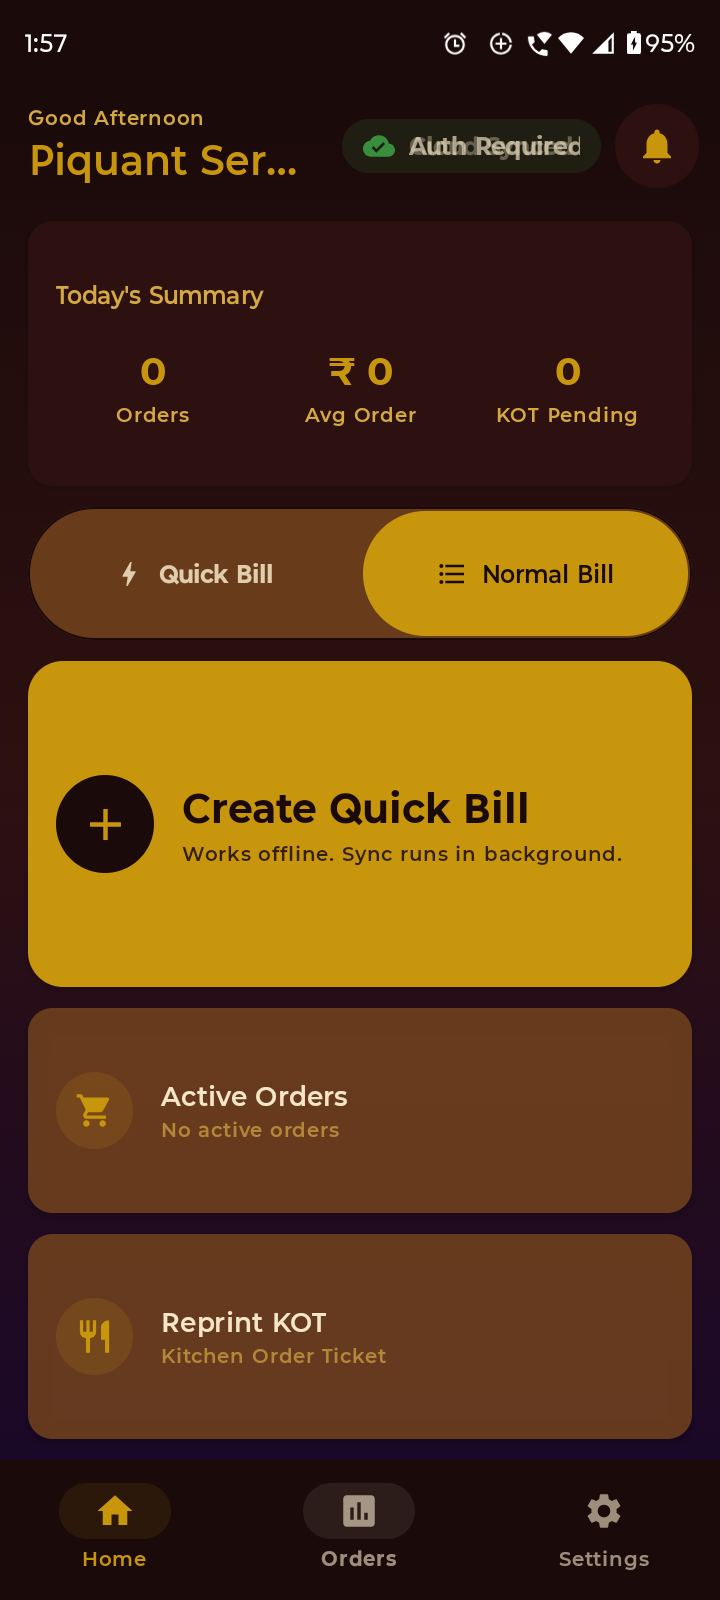 1:57
95%
Good Afternoon
Piquant Ser...
Auth Required
Today's Summary
0
₹ 0
0
Orders
Avg Order
KOT Pending
Quick Bill
Normal Bill
Create Quick Bill
Works offline. Sync runs in background.
Active Orders
No active orders
Reprint KOT
Kitchen Order Ticket
Home
Orders
Settings